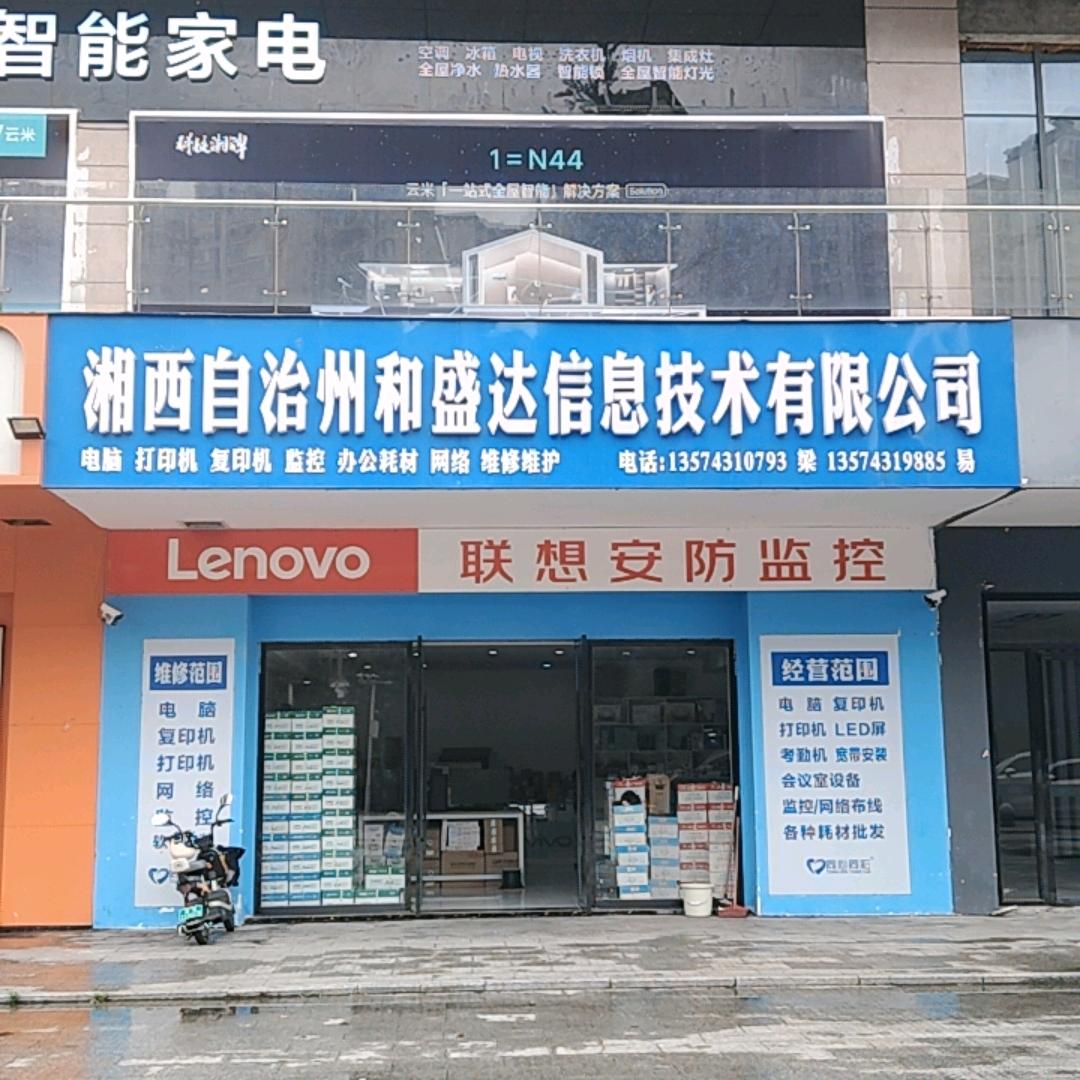 智能家电
空调 冰箱 电视 洗衣机 烟机 集成灶
全屋净水 热水器 智能锁 全屋智能灯光
云米
科技湘潭
1=N44
云米「一站式全屋智能」解决方案 Solution
湘西自治州和盛达信息技术有限公司
电脑 打印机 复印机 监控 办公耗材 网络 维修维护 电话:13574310793 梁 13574319885 易
Lenovo 联想安防监控
维修范围
电 脑
复印机
打印机
网 络
监 控
软
经营范围
电 脑 复印机
打印机 LED屏
考勤机 宽带安装
会议室设备
监控/网络布线
各种耗材批发